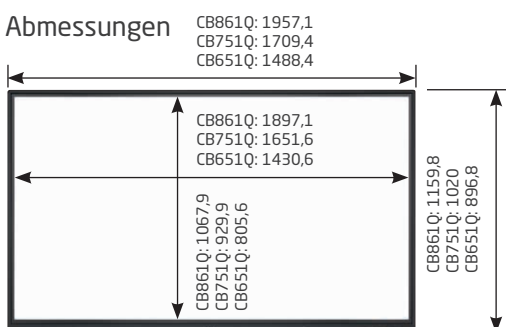 Abmessungen
CB861Q: 1957,1
CB751Q: 1709,4
CB651Q: 1488,4
CB861Q: 1897,1
CB751Q: 1651,6
CB651Q: 1430,6
CB861Q: 1067,9
CB751Q: 929,9
CB651Q: 805,6
CB861Q: 1159,8
CB751Q: 1020
CB651Q: 896,8